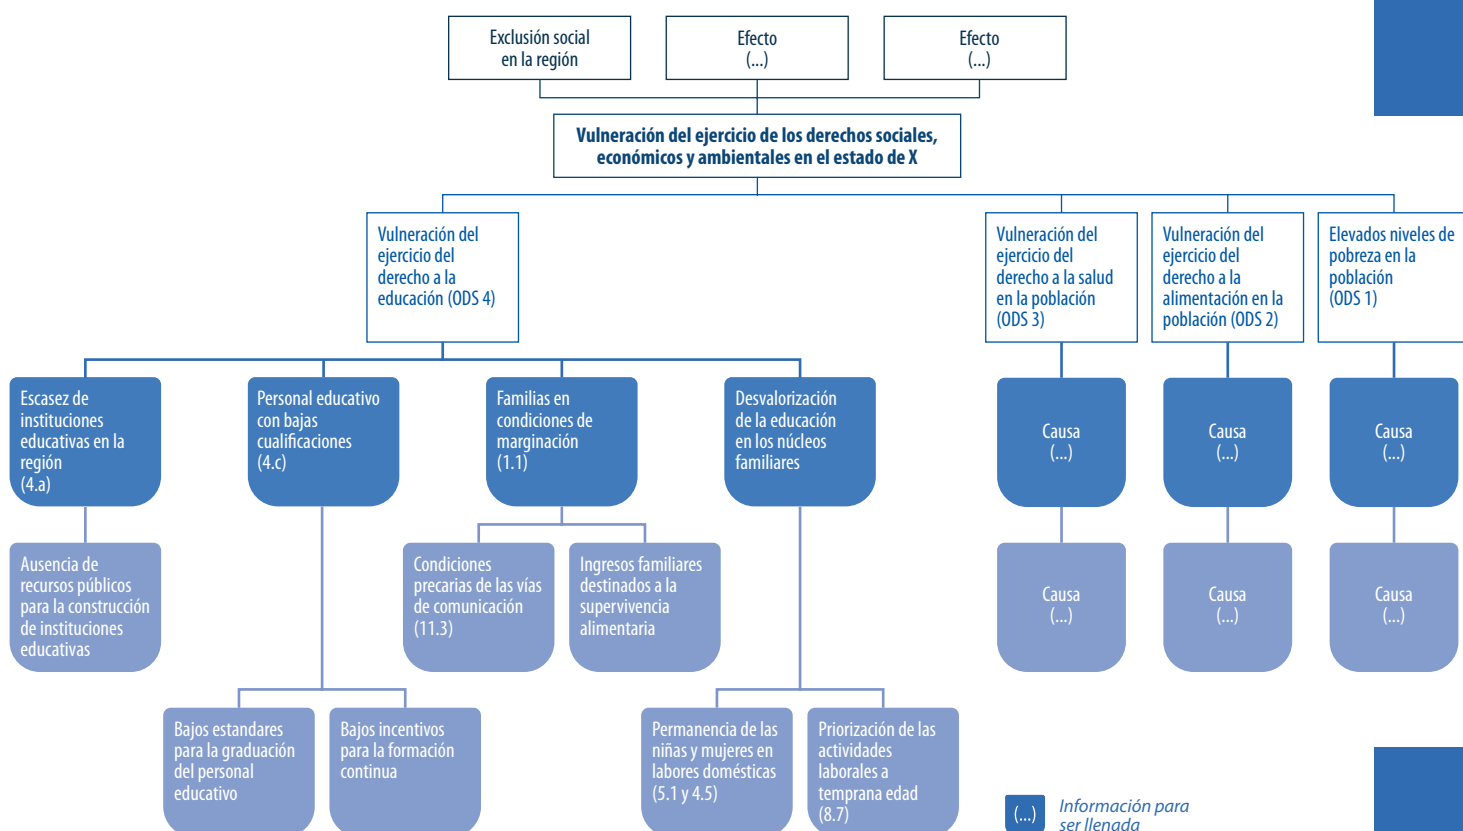 Exclusión social
en la región
Efecto
(...)
Efecto
(...)
Vulneración del ejercicio de los derechos sociales,
económicos y ambientales en el estado de X
Vulneración del
ejercicio del
derecho a la
educación (ODS 4)
Vulneración del
ejercicio del
derecho a la salud
en la población
(ODS 3)
Vulneración del
ejercicio del
derecho a la
alimentación en la
población (ODS 2)
Elevados niveles de
pobreza en la
población
(ODS 1)
Escasez de
instituciones
educativas en la
región
(4.a)
Personal educativo
con bajas
cualificaciones
(4.c)
Familias en
condiciones de
marginación
(1.1)
Desvalorización
de la educación
en los núcleos
familiares
Causa
(...)
Causa
(...)
Causa
(...)
Ausencia de
recursos públicos
para la construcción
de instituciones
educativas
Condiciones
precarias de las vías
de comunicación
(11.3)
Ingresos familiares
destinados a la
supervivencia
alimentaria
Causa
(...)
Causa
(...)
Causa
(...)
Bajos estandares
para la graduación
del personal
educativo
Bajos incentivos
para la formación
continua
Permanencia de las
niñas y mujeres en
labores domésticas
(5.1 y 4.5)
Priorización de las
actividades
laborales a
temprana edad
(8.7)
(...)
Información para
ser llenada